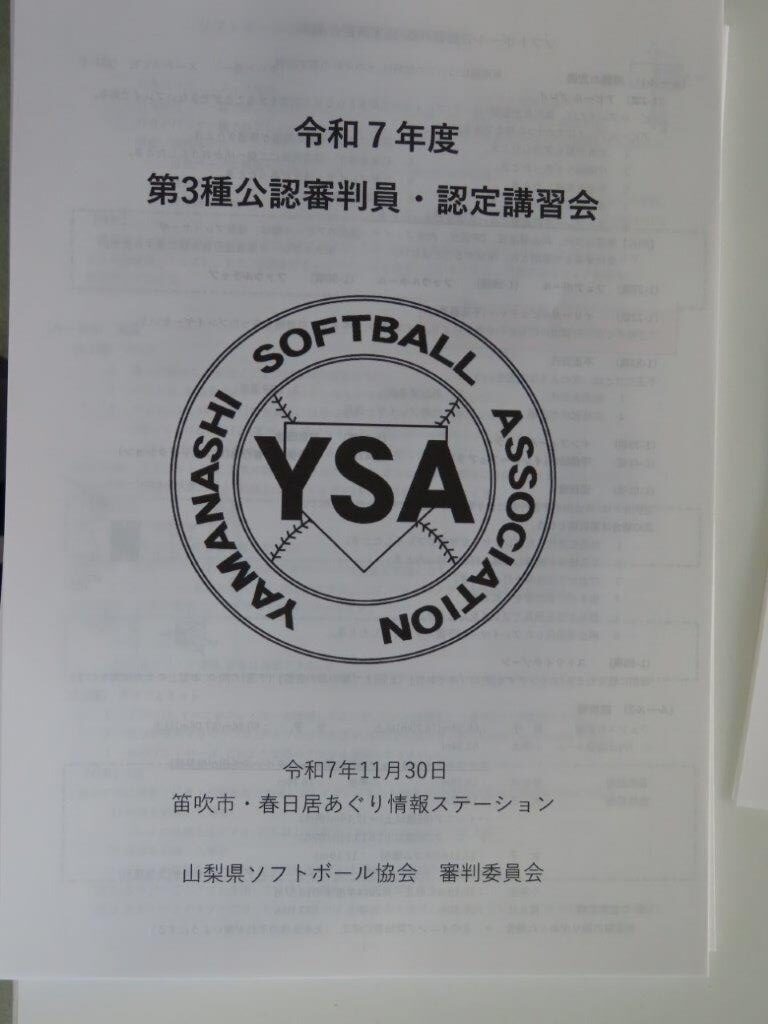 令和７年度
第3種公認審判員・認定講習会
YAMANASHI SOFTBALL ASSOCIATION
YSA
令和7年11月30日
笛吹市・春日居あぐり情報ステーション
山梨県ソフトボール協会　審判委員会